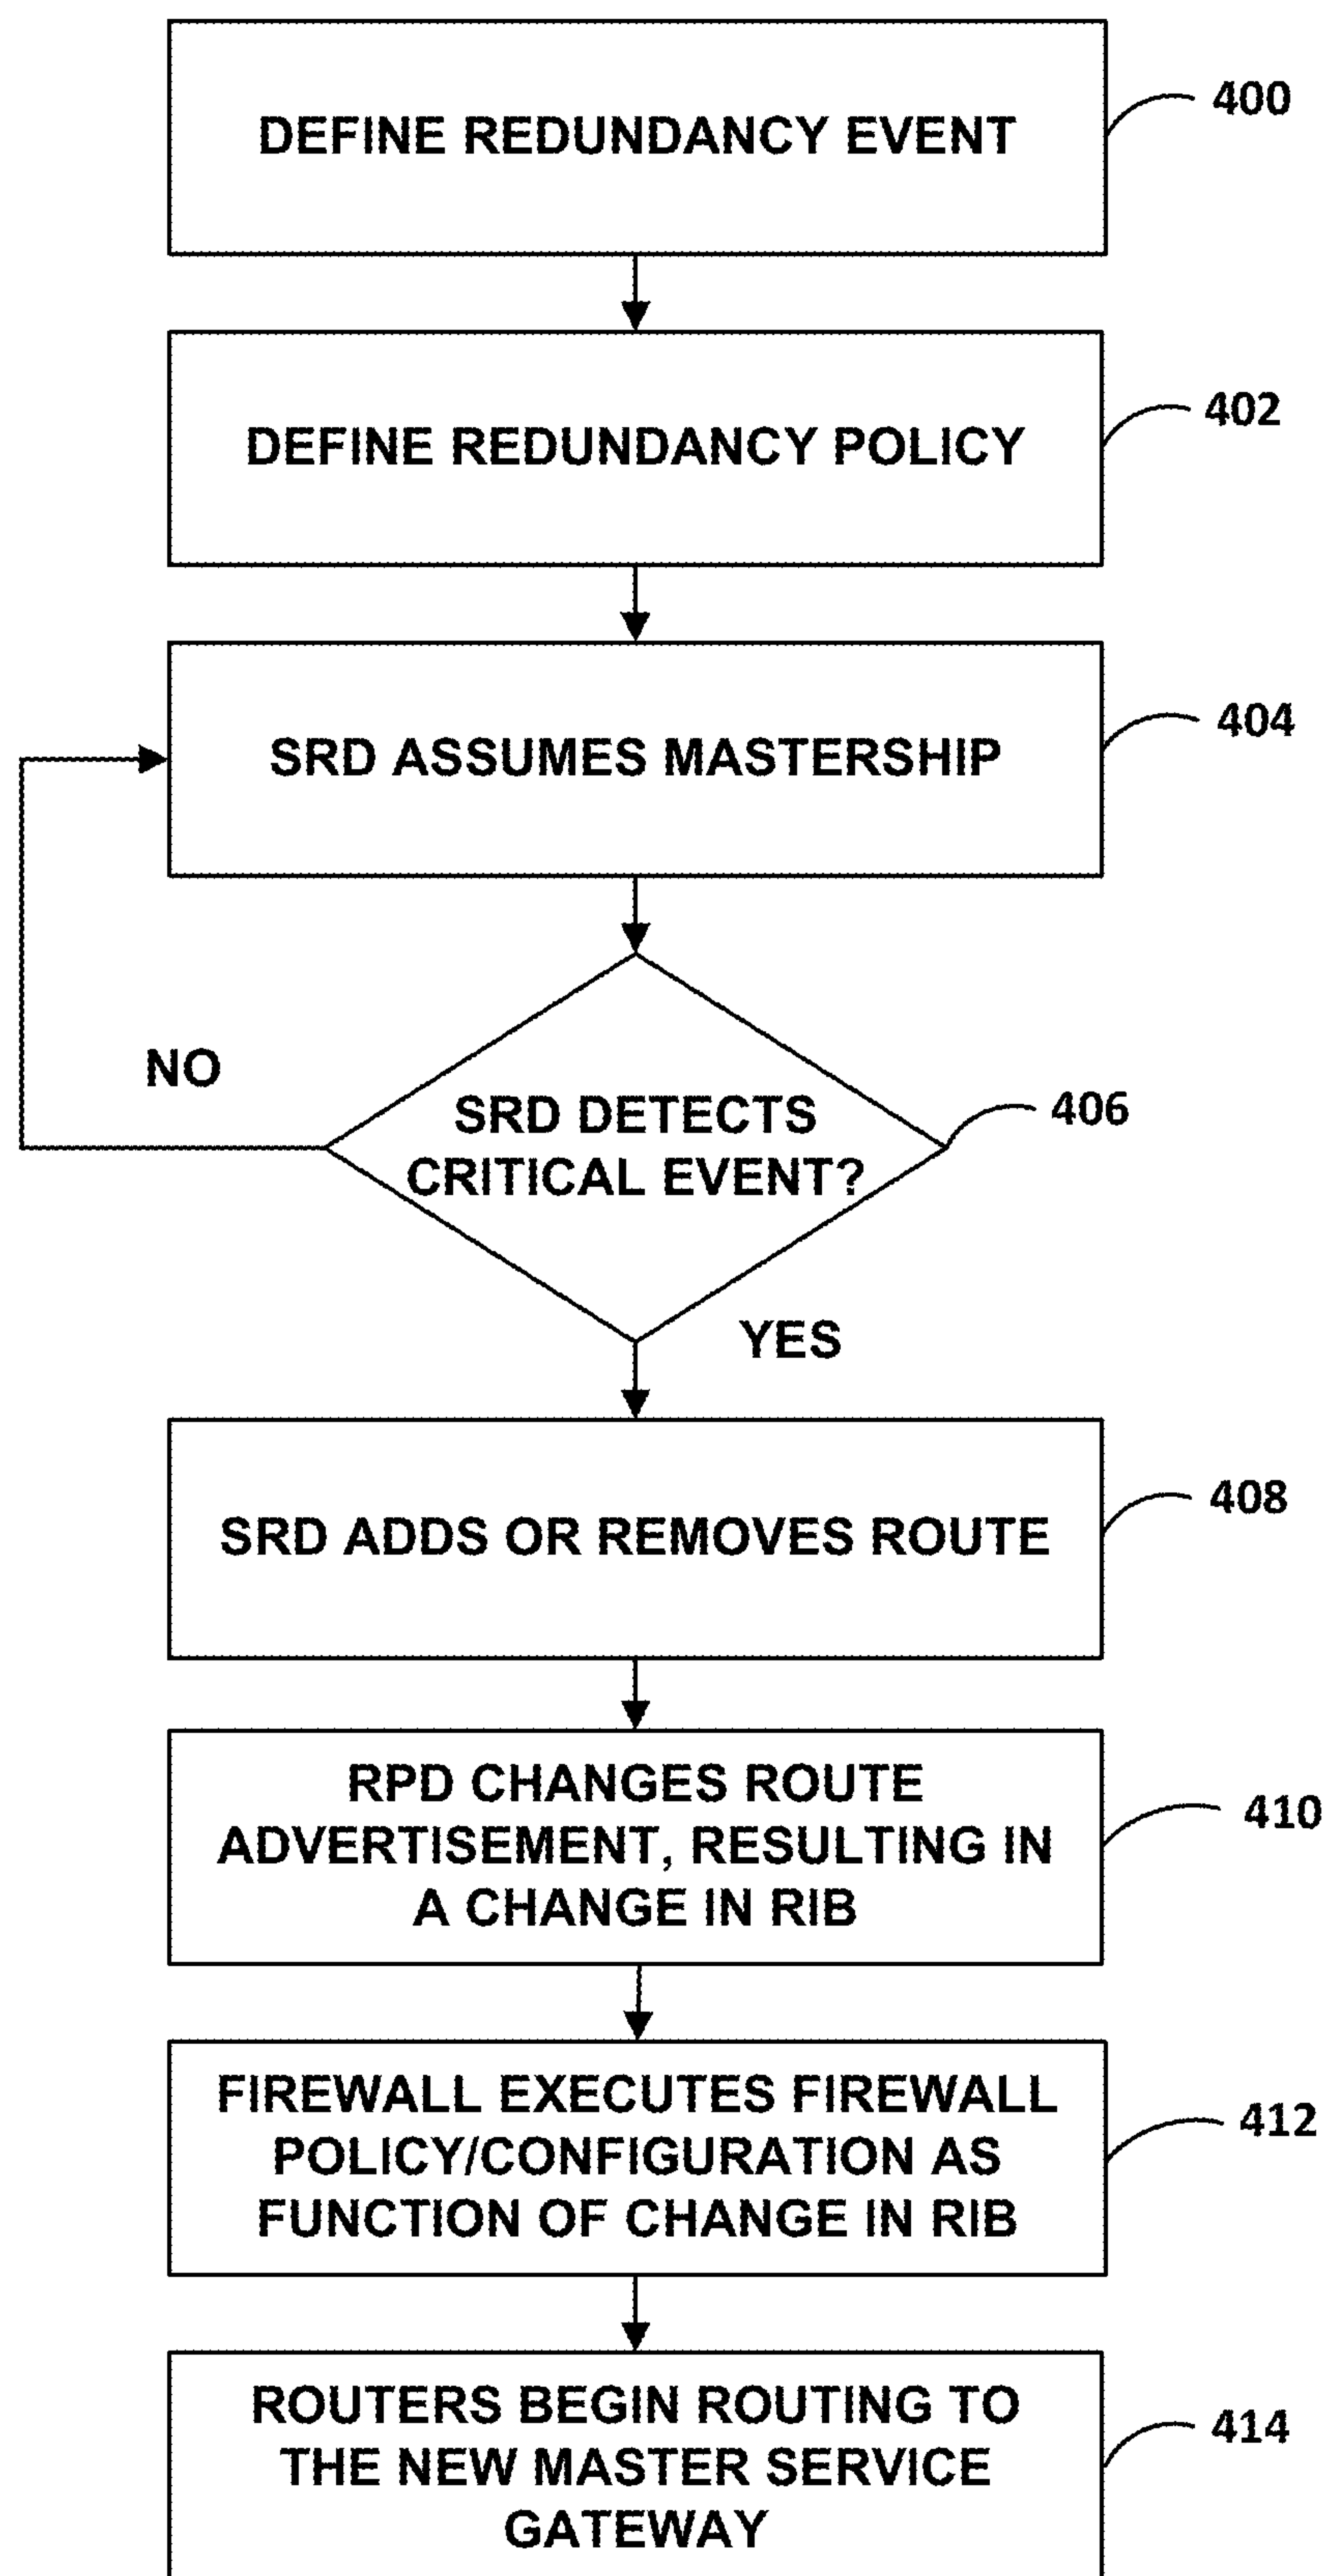 DEFINE REDUNDANCY EVENT
400
DEFINE REDUNDANCY POLICY
402
SRD ASSUMES MASTERSHIP
404
NO
SRD DETECTS
CRITICAL EVENT?
406
YES
SRD ADDS OR REMOVES ROUTE
408
RPD CHANGES ROUTE
ADVERTISEMENT, RESULTING IN
A CHANGE IN RIB
410
FIREWALL EXECUTES FIREWALL
POLICY/CONFIGURATION AS
FUNCTION OF CHANGE IN RIB
412
ROUTERS BEGIN ROUTING TO
THE NEW MASTER SERVICE
GATEWAY
414